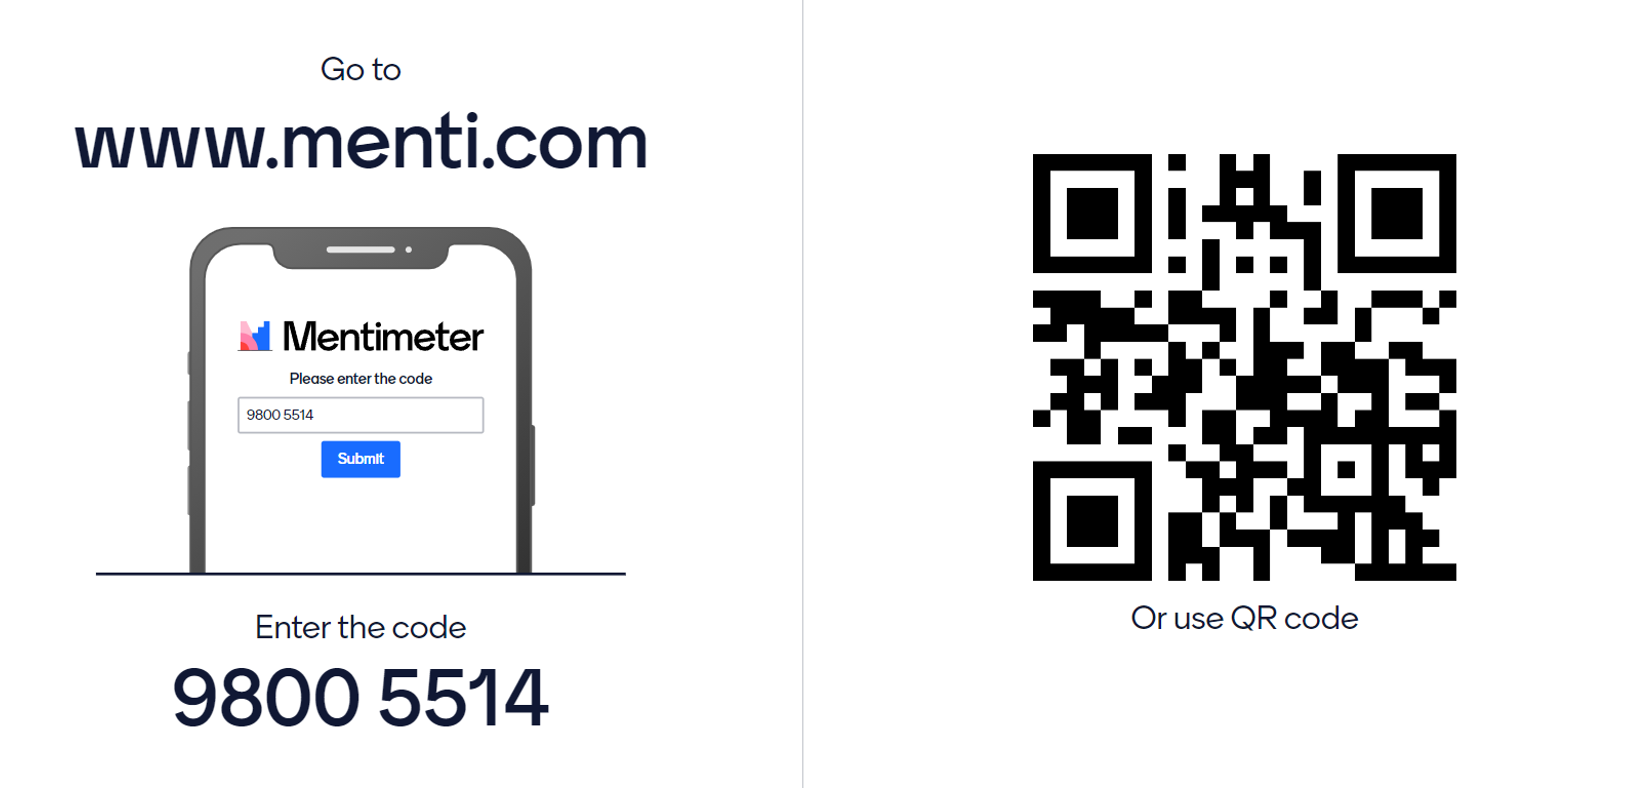 Go to
www.menti.com
Mentimeter
Please enter the code
9800 5514
Submit
Enter the code
9800 5514
Or use QR code